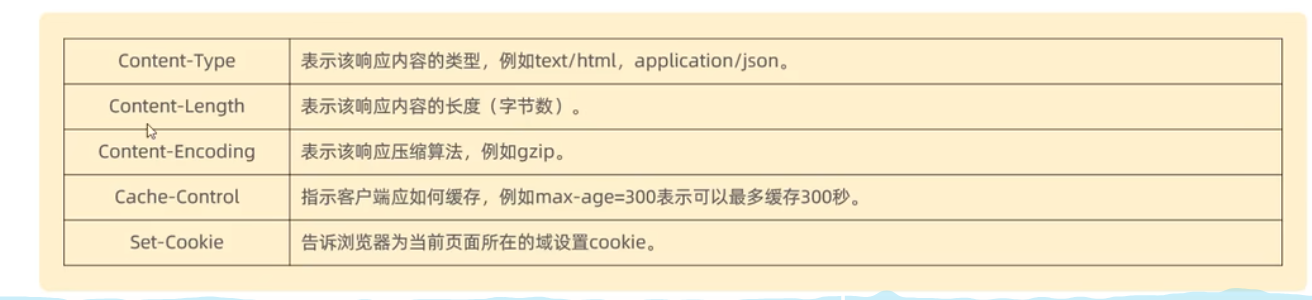 Content-Type 表示该响应内容的类型，例如text/html，application/json。
Content-Length 表示该响应内容的长度（字节数）。
Content-Encoding 表示该响应压缩算法，例如gzip。
Cache-Control 指示客户端应如何缓存，例如max-age=300表示可以最多缓存300秒。
Set-Cookie 告诉浏览器为当前页面所在的域设置cookie。